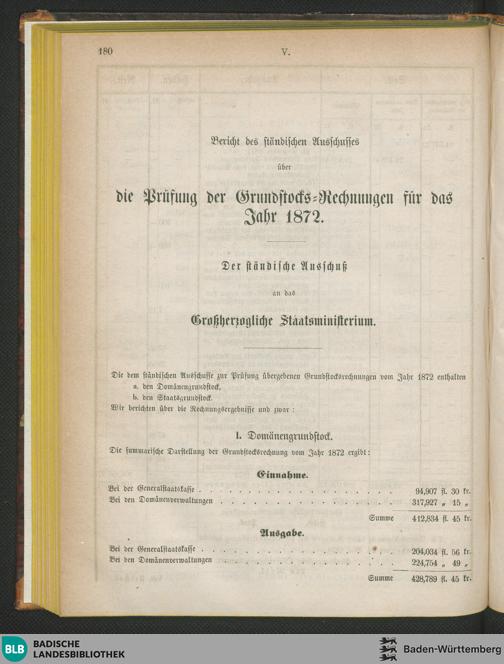 180
V.
Bericht des ständischen Ausschusses
über
die Prüfung der Grundstocks-Rechnungen für das
Jahr 1872.
Der ständische Ausschuß
an das
Großherzogliche Staatsministerium.
Die dem ständischen Ausschusse zur Prüfung übergebenen Grundstocksrechnungen vom Jahr 1872 enthalten
a. den Domänengrundstock,
b. den Staatsgrundstock.
Wir berichten über die Rechnungsergebnisse und zwar:
I. Domänengrundstock.
Die summarische Darstellung der Grundstocksrechnung vom Jahr 1872 ergibt:
Einnahme.
Bei der Generalstaatskasse . . . . . . . . . . . . . . . . 94,907 fl. 30 kr.
Bei den Domänenverwaltungen . . . . . . . . . . . . . . . 317,927 „ 15 „
Summe 412,834 fl. 45 kr.
Ausgabe.
Bei der Generalstaatskasse . . . . . . . . . . . . . . . . 204,034 fl. 56 kr.
Bei den Domänenverwaltungen . . . . . . . . . . . . . . . 224,754 „ 49 „
Summe 428,789 fl. 45 kr.
BLB BADISCHE
LANDESBIBLIOTHEK
Baden-Württemberg